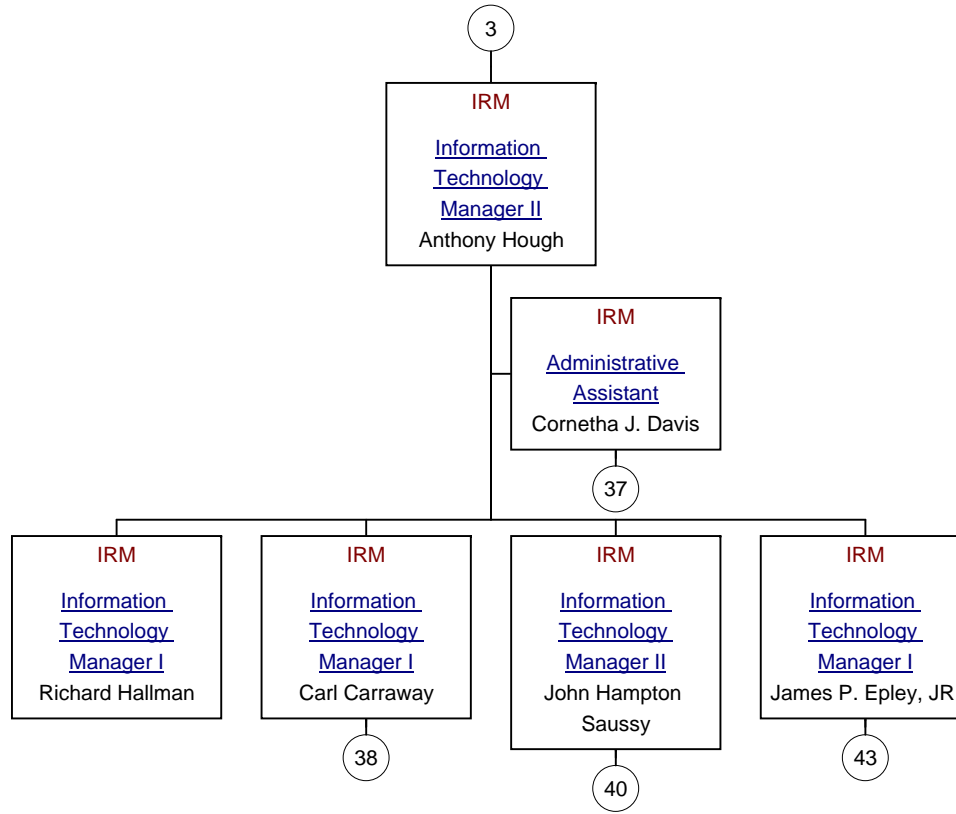 3
IRM
Information
Technology
Manager II
Anthony Hough
IRM
Administrative
Assistant
Cornetha J. Davis
37
IRM
Information
Technology
Manager I
Richard Hallman
IRM
Information
Technology
Manager I
Carl Carraway
38
IRM
Information
Technology
Manager II
John Hampton
Saussy
40
IRM
Information
Technology
Manager I
James P. Epley, JR
43